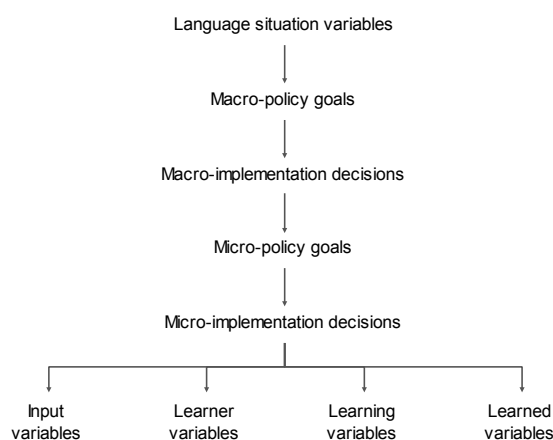 Language situation variables
Macro-policy goals
Macro-implementation decisions
Micro-policy goals
Micro-implementation decisions
Input
variables
Learner
variables
Learning
variables
Learned
variables